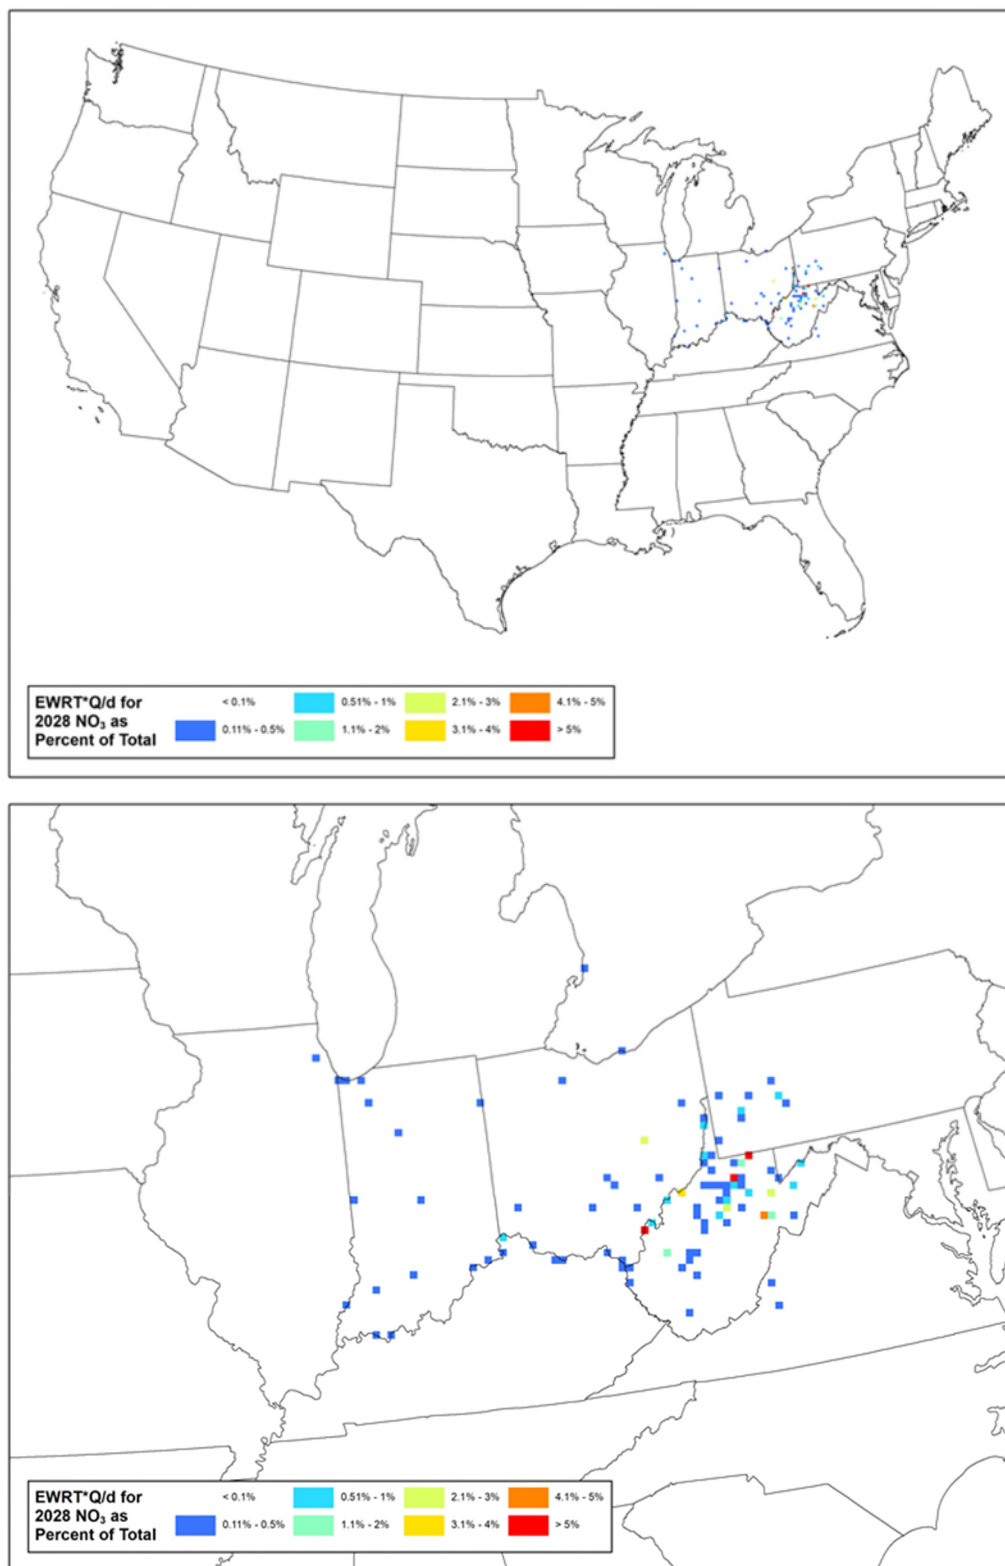 EWRT*Q/d for
2028 NO₃ as
Percent of Total
< 0.1%
0.51% - 1%
2.1% - 3%
4.1% - 5%
0.11% - 0.5%
1.1% - 2%
3.1% - 4%
> 5%
EWRT*Q/d for
2028 NO₃ as
Percent of Total
< 0.1%
0.51% - 1%
2.1% - 3%
4.1% - 5%
0.11% - 0.5%
1.1% - 2%
3.1% - 4%
> 5%